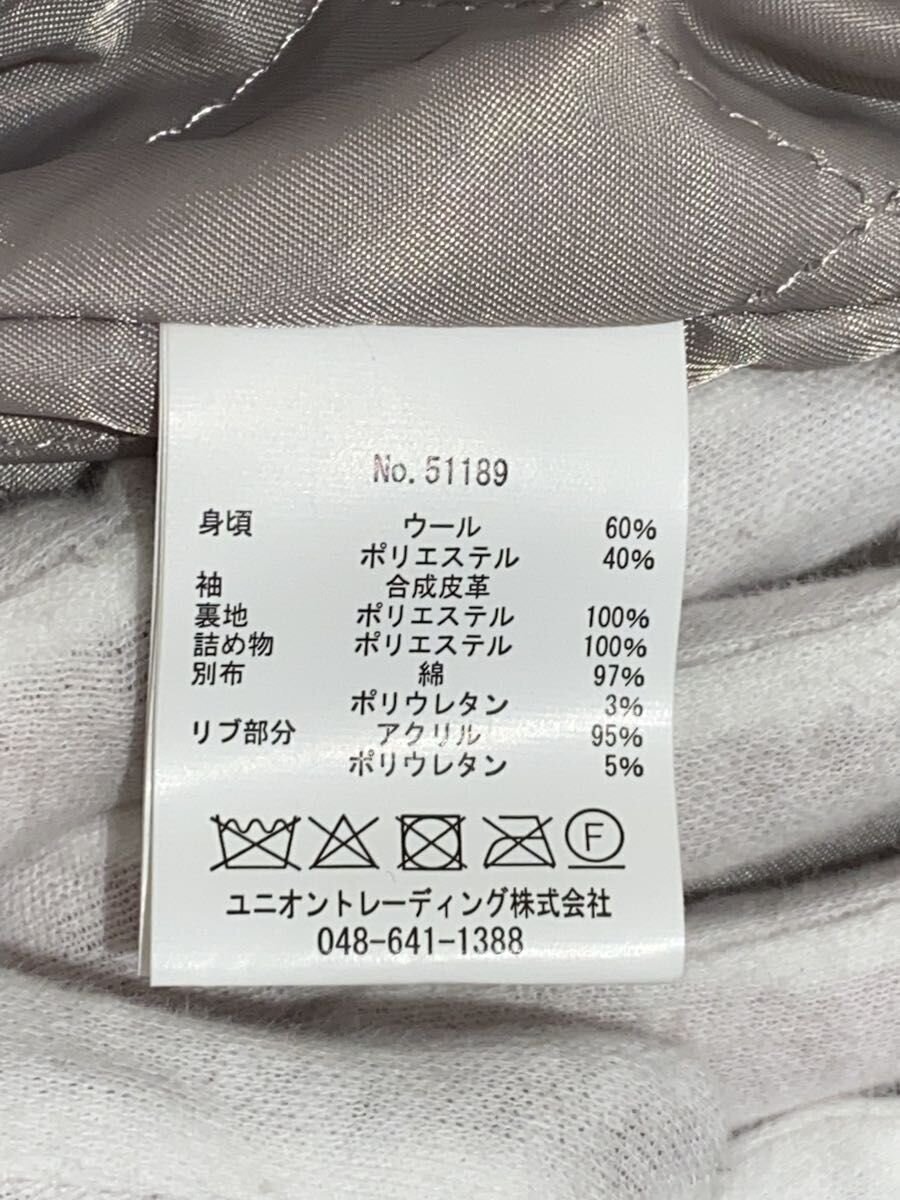 No. 51189
身頃 ウール 60%
ポリエステル 40%
袖 合成皮革
裏地 ポリエステル 100%
詰め物 ポリエステル 100%
別布 綿 97%
ポリウレタン 3%
リブ部分 アクリル 95%
ポリウレタン 5%
F
ユニオントレーディング株式会社
048-641-1388